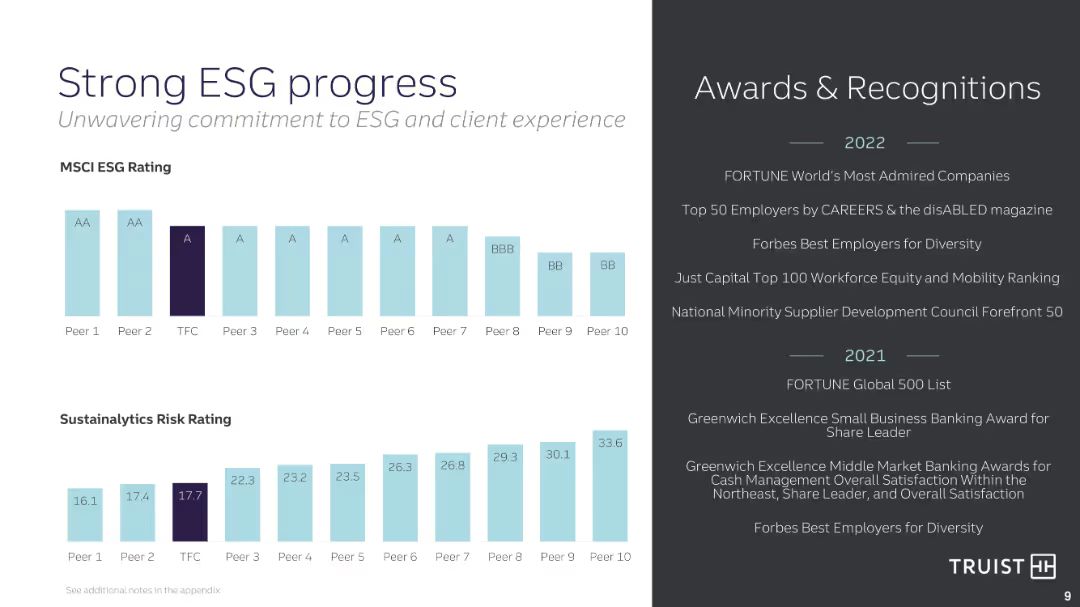 Strong ESG progress
Unwavering commitment to ESG and client experience
MSCI ESG Rating
AA AA A A A A A A BBB BB BB
Peer 1 Peer 2 TFC Peer 3 Peer 4 Peer 5 Peer 6 Peer 7 Peer 8 Peer 9 Peer 10
Sustainalytics Risk Rating
16.1 17.4 17.7 22.3 23.2 23.5 26.3 26.8 29.3 30.1 33.6
Peer 1 Peer 2 TFC Peer 3 Peer 4 Peer 5 Peer 6 Peer 7 Peer 8 Peer 9 Peer 10
See additional notes in the appendix
Awards & Recognitions
2022
FORTUNE World's Most Admired Companies
Top 50 Employers by CAREERS & the disABLED magazine
Forbes Best Employers for Diversity
Just Capital Top 100 Workforce Equity and Mobility Ranking
National Minority Supplier Development Council Forefront 50
2021
FORTUNE Global 500 List
Greenwich Excellence Small Business Banking Award for
Share Leader
Greenwich Excellence Middle Market Banking Awards for
Cash Management Overall Satisfaction Within the
Northeast, Share Leader, and Overall Satisfaction
Forbes Best Employers for Diversity
TRUIST
9